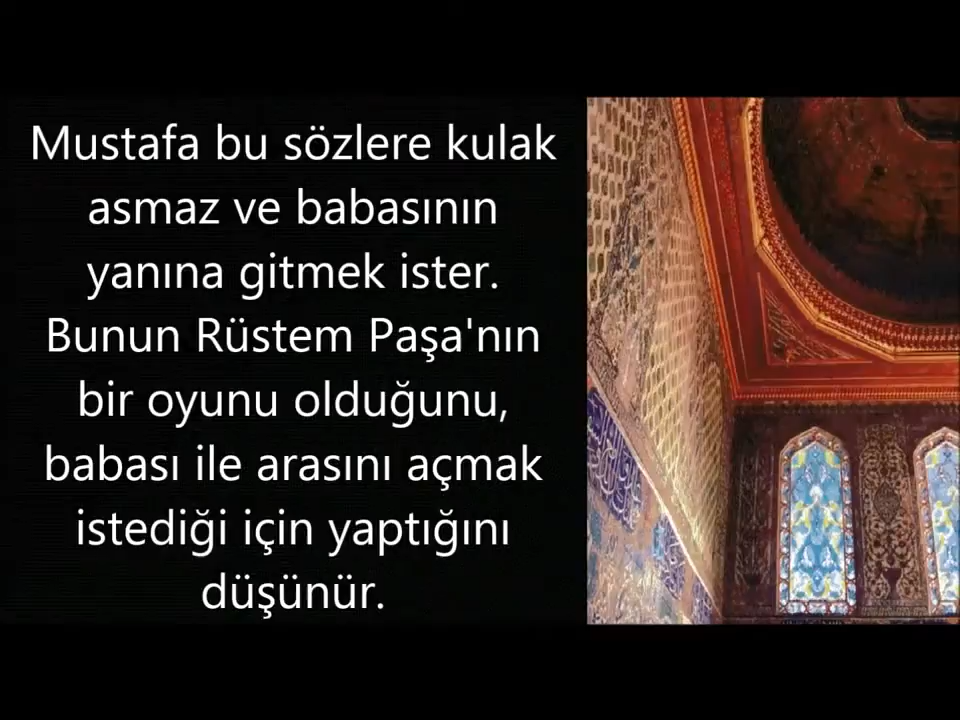 Mustafa bu sözlere kulak
asmaz ve babasının
yanına gitmek ister.
Bunun Rüstem Paşa'nın
bir oyunu olduğunu,
babası ile arasını açmak
istediği için yaptığını
düşünür.